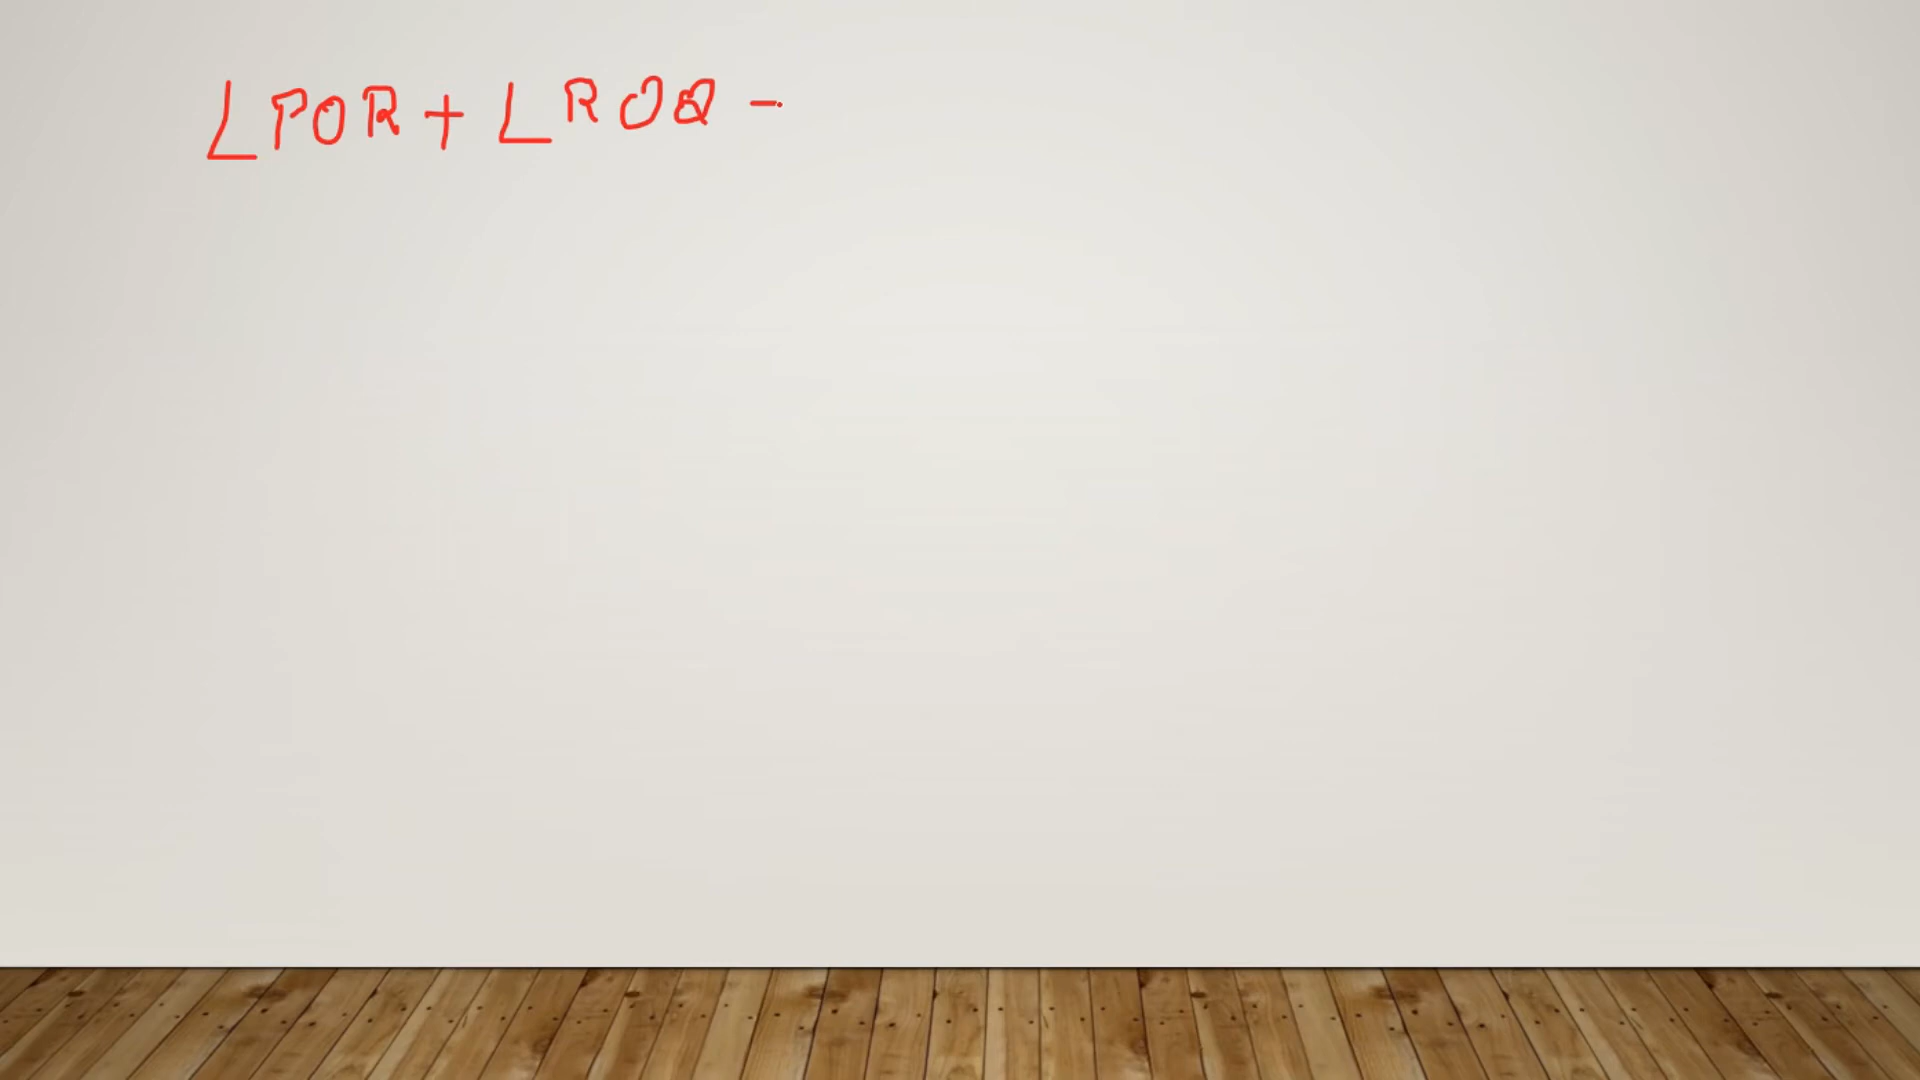 ∠POR + ∠ROQ -